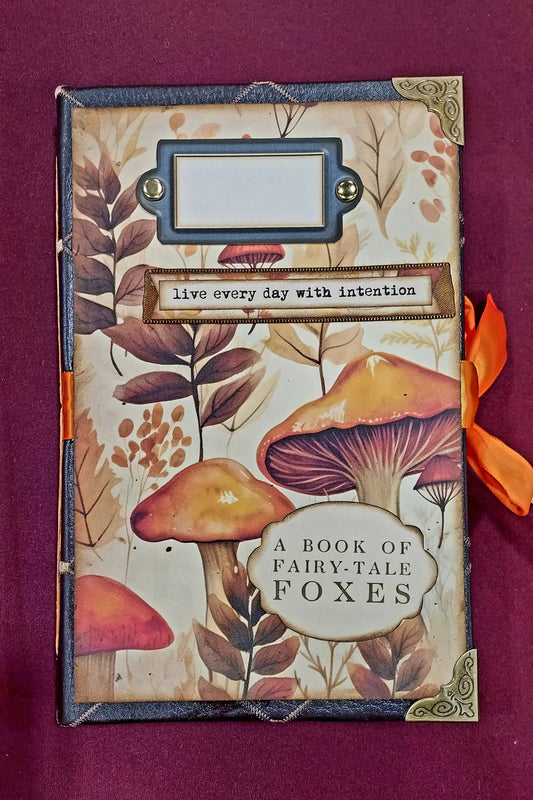 live every day with intention
A BOOK OF
FAIRY-TALE
FOXES